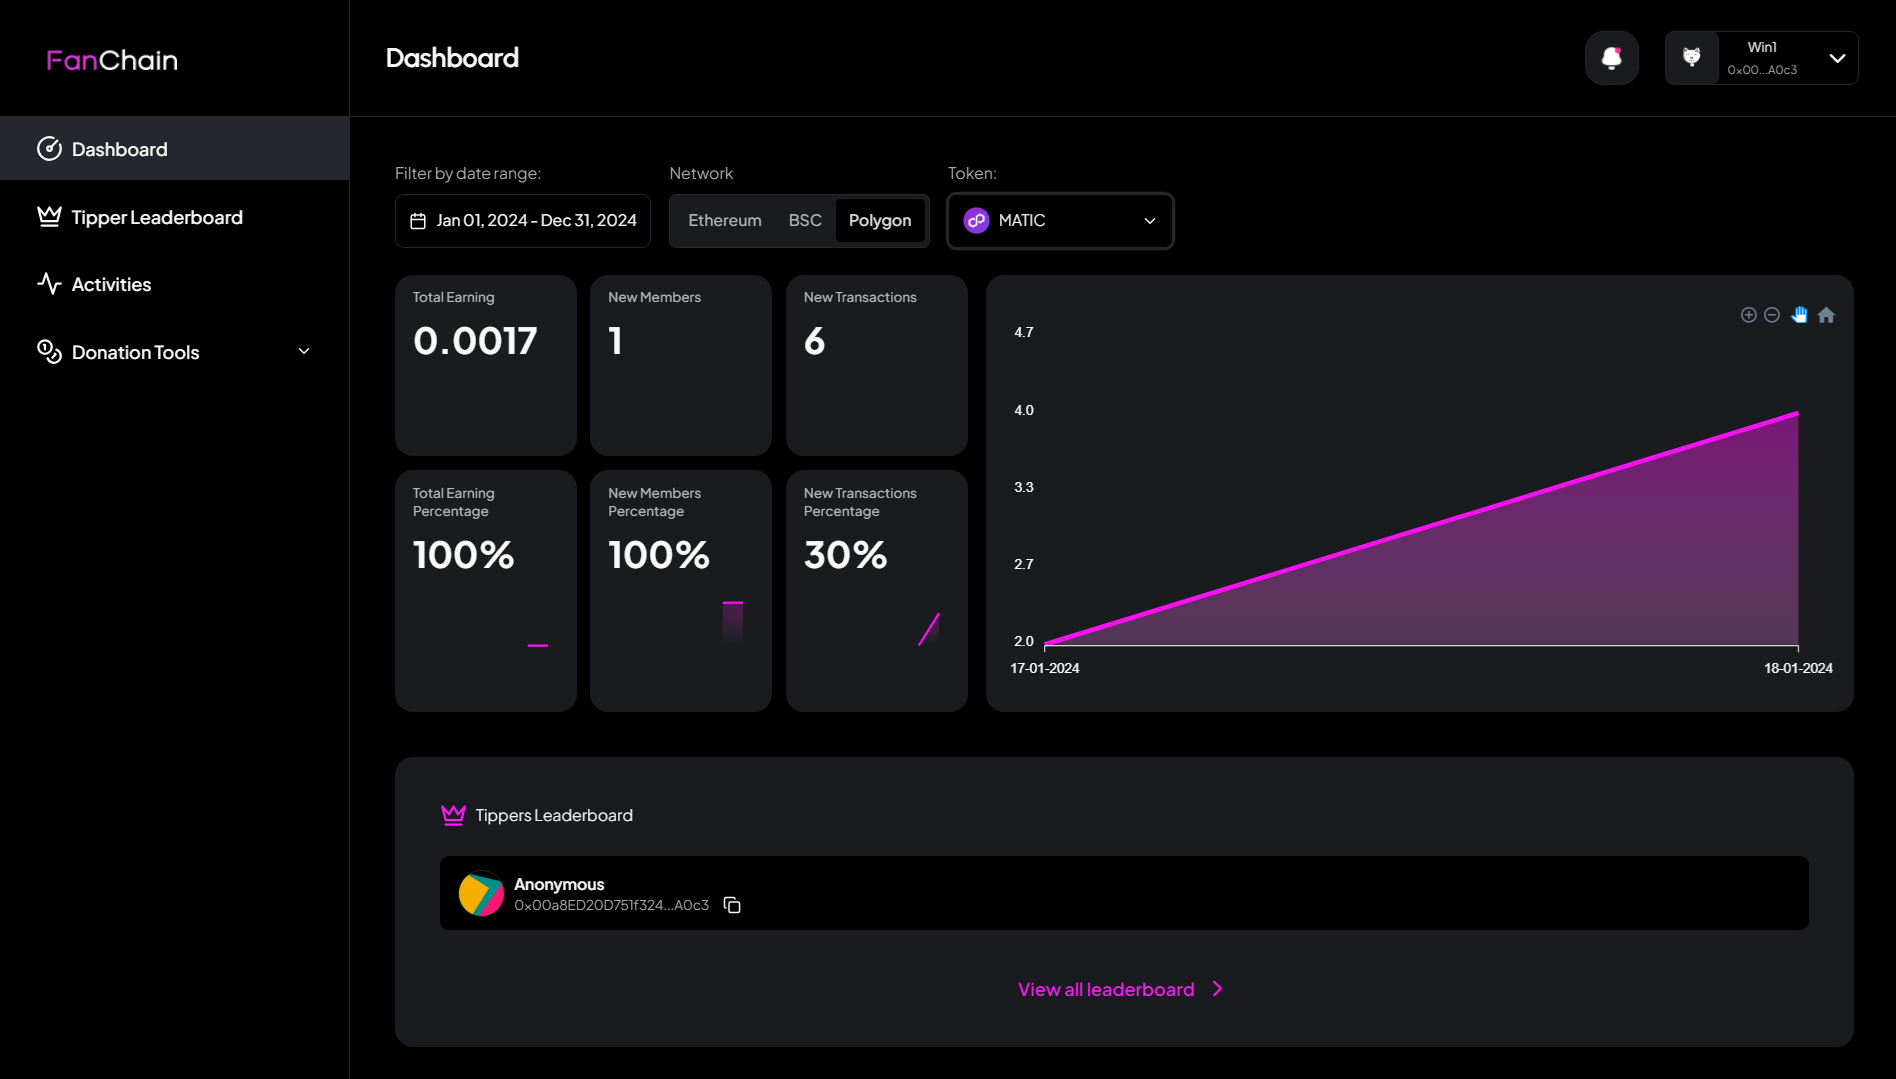 FanChain
Dashboard
Win1
0x00...A0c3
Dashboard
Tipper Leaderboard
Activities
Donation Tools
Filter by date range:
Network
Token:
Jan 01, 2024 - Dec 31, 2024
Ethereum
BSC
Polygon
MATIC
Total Earning
0.0017
New Members
1
New Transactions
6
Total Earning
Percentage
100%
New Members
Percentage
100%
New Transactions
Percentage
30%
4.7
4.0
3.3
2.7
2.0
17-01-2024
18-01-2024
Tippers Leaderboard
Anonymous
0x00a8ED20D751f324...A0c3
View all leaderboard